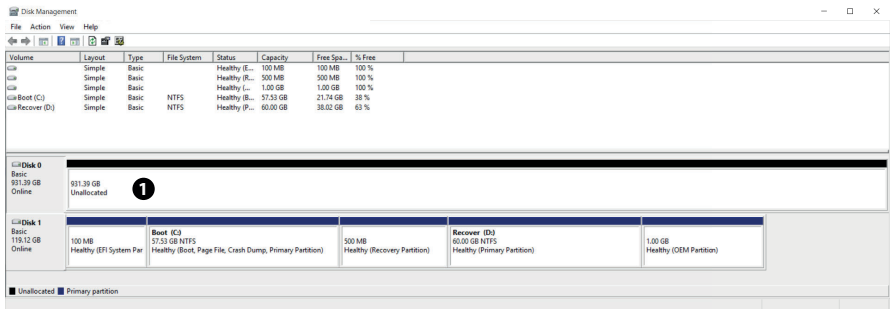 Disk Management
File Action View Help
Volume Layout Type File System Status Capacity Free Spa... % Free
Simple Basic Healthy (E... 100 MB 100 MB 100 %
Simple Basic Healthy (R... 500 MB 500 MB 100 %
Simple Basic Healthy (... 1.00 GB 1.00 GB 100 %
Boot (C:) Simple Basic NTFS Healthy (B... 57.53 GB 21.74 GB 38 %
Recover (D:) Simple Basic NTFS Healthy (P... 60.00 GB 38.02 GB 63 %
Disk 0
Basic
931.39 GB
Online
931.39 GB
Unallocated
1
Disk 1
Basic
119.12 GB
Online
100 MB
Healthy (EFI System Par
Boot (C:)
57.53 GB NTFS
Healthy (Boot, Page File, Crash Dump, Primary Partition)
500 MB
Healthy (Recovery Partition)
Recover (D:)
60.00 GB NTFS
Healthy (Primary Partition)
1.00 GB
Healthy (OEM Partition)
Unallocated Primary partition